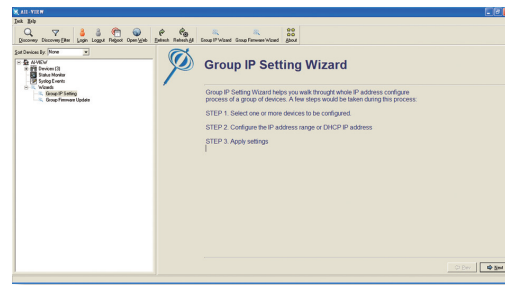 AII-VIEW
Task Help
Discovery Discovery Filter Login Logout Reboot Open Web Refresh Refresh All Group IP Wizard Group Firmware Wizard About
Sort Devices By: None
AII-VIEW
Devices (3)
Status Monitor
Syslog Events
Wizards
Group IP Setting
Group Firmware Update
Group IP Setting Wizard
Group IP Setting Wizard helps you walk throught whole IP address configure
process of a group of devices. A few steps would be taken during this process:
STEP 1. Select one or more devices to be configured.
STEP 2. Configure the IP address range or DHCP IP address
STEP 3. Apply settings
Prev Next